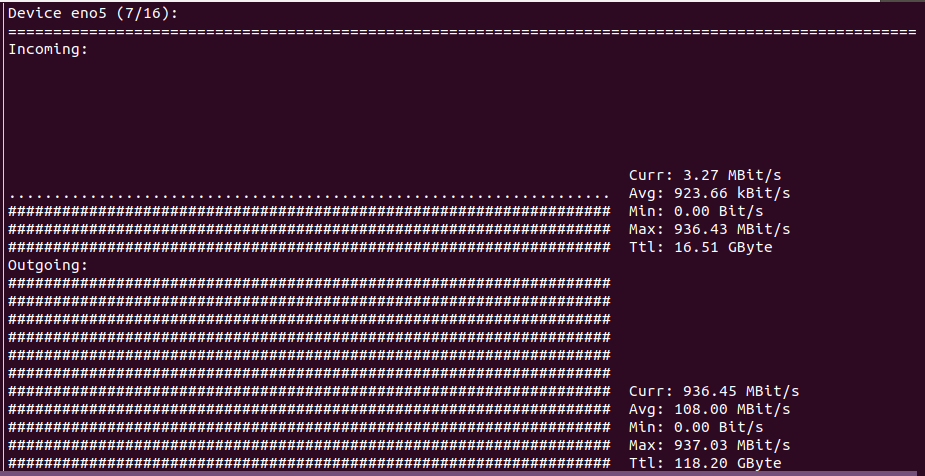 Device eno5 (7/16):
=====================================================================================================
Incoming:
Curr: 3.27 MBit/s
...................................................................  Avg: 923.66 kBit/s
###################################################################  Min: 0.00 Bit/s
###################################################################  Max: 936.43 MBit/s
###################################################################  Ttl: 16.51 GByte
Outgoing:
###################################################################
###################################################################
###################################################################
###################################################################
###################################################################
###################################################################
###################################################################  Curr: 936.45 MBit/s
###################################################################  Avg: 108.00 MBit/s
###################################################################  Min: 0.00 Bit/s
###################################################################  Max: 937.03 MBit/s
###################################################################  Ttl: 118.20 GByte